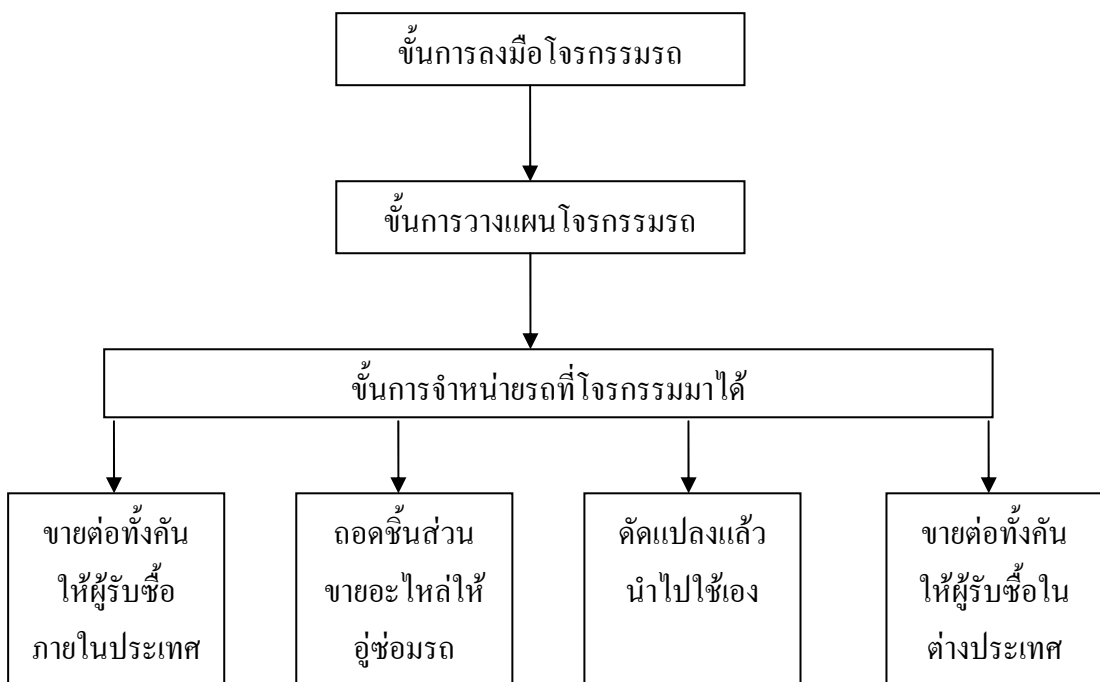 ขั้นการลงมือโจรกรรมรถ
ขั้นการวางแผนโจรกรรมรถ
ขั้นการจำหน่ายรถที่โจรกรรมมาได้
ขายต่อทั้งคัน
ให้ผู้รับซื้อ
ภายในประเทศ
ถอดชิ้นส่วน
ขายอะไหล่ให้
อู่ซ่อมรถ
ดัดแปลงแล้ว
นำไปใช้เอง
ขายต่อทั้งคัน
ให้ผู้รับซื้อใน
ต่างประเทศ